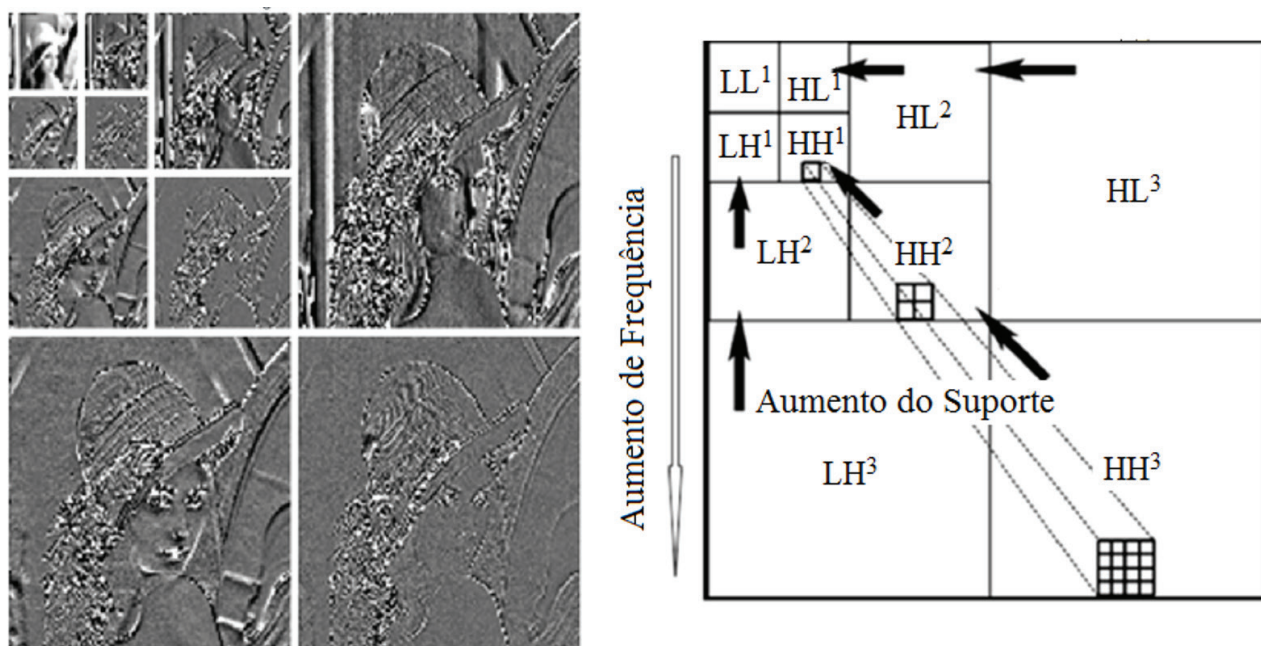 LL¹ HL¹ HL² HL³
LH¹ HH¹
LH² HH²
Aumento do Suporte
LH³ HH³
Aumento de Frequência